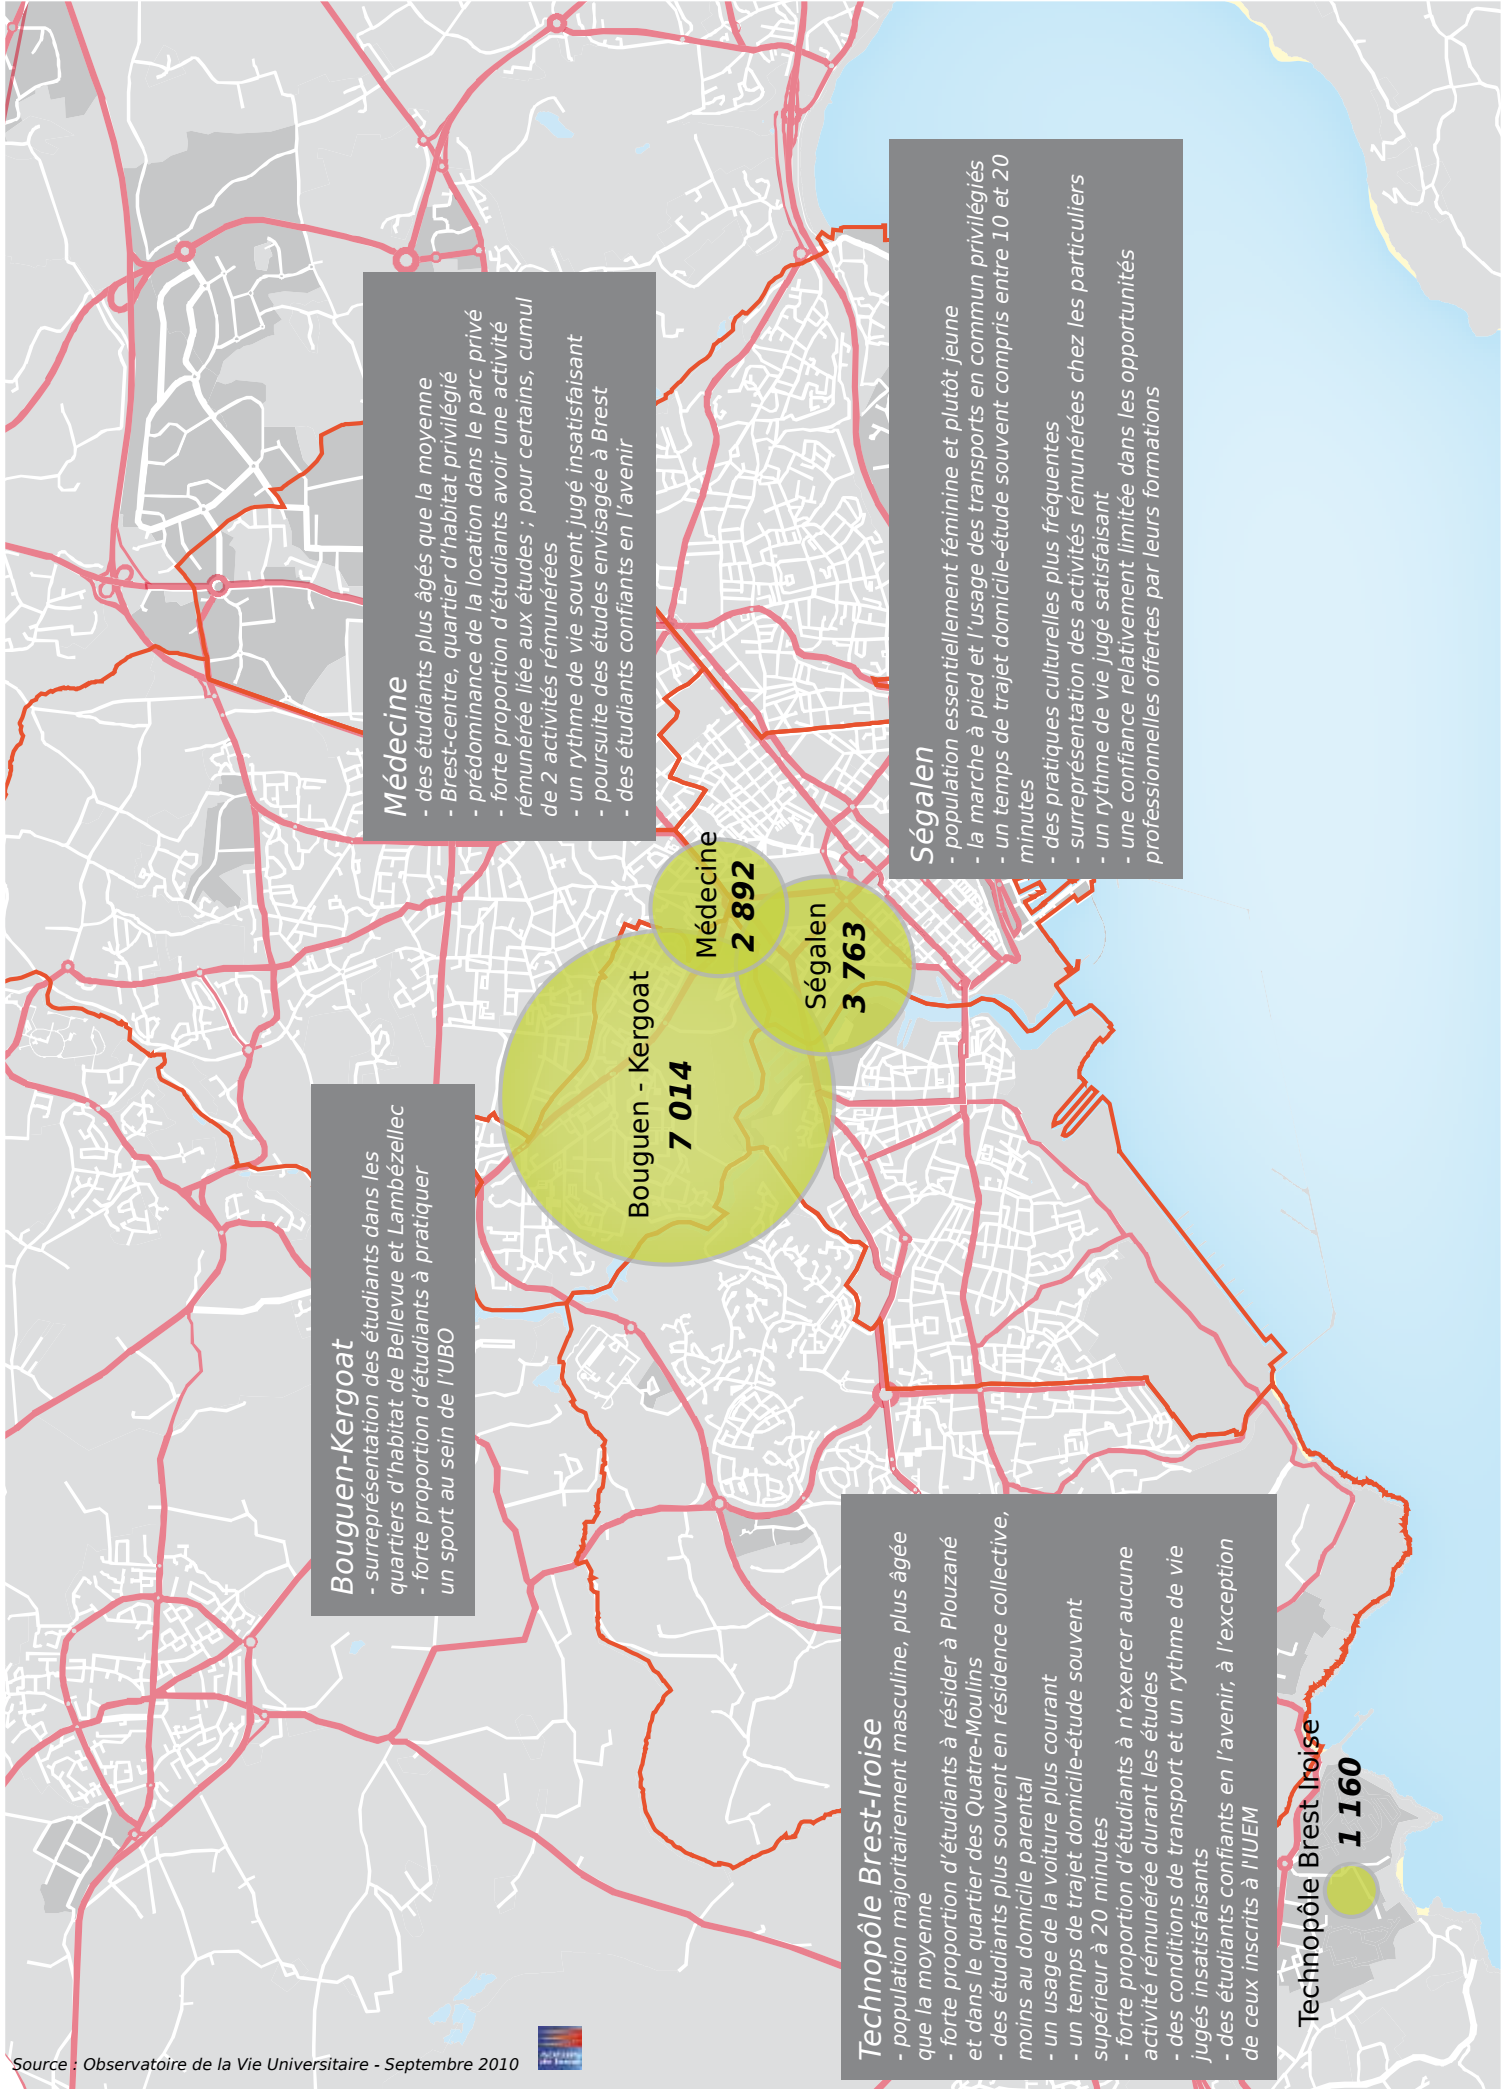 Bouguen-Kergoat
- surreprésentation des étudiants dans les
quartiers d'habitat de Bellevue et Lambézellec
- forte proportion d'étudiants à pratiquer
un sport au sein de l'UBO
Médecine
- des étudiants plus âgés que la moyenne
- Brest-centre, quartier d'habitat privilégié
- prédominance de la location dans le parc privé
- forte proportion d'étudiants avoir une activité
rémunérée liée aux études ; pour certains, cumul
de 2 activités rémunérées
- un rythme de vie souvent jugé insatisfaisant
- poursuite des études envisagée à Brest
- des étudiants confiants en l'avenir
Bouguen - Kergoat
7 014
Médecine
2 892
Ségalen
3 763
Technopôle Brest-Iroise
- population majoritairement masculine, plus âgée
que la moyenne
- forte proportion d'étudiants à résider à Plouzané
et dans le quartier des Quatre-Moulins
- des étudiants plus souvent en résidence collective,
moins au domicile parental
- un usage de la voiture plus courant
- un temps de trajet domicile-étude souvent
supérieur à 20 minutes
- forte proportion d'étudiants à n'exercer aucune
activité rémunérée durant les études
- des conditions de transport et un rythme de vie
jugés insatisfaisants
- des étudiants confiants en l'avenir, à l'exception
de ceux inscrits à l'IUEM
Ségalen
- population essentiellement féminine et plutôt jeune
- la marche à pied et l'usage des transports en commun privilégiés
- un temps de trajet domicile-étude souvent compris entre 10 et 20
minutes
- des pratiques culturelles plus fréquentes
- surreprésentation des activités rémunérées chez les particuliers
- un rythme de vie jugé satisfaisant
- une confiance relativement limitée dans les opportunités
professionnelles offertes par leurs formations
Technopôle Brest Iroise
1 160
Source : Observatoire de la Vie Universitaire - Septembre 2010